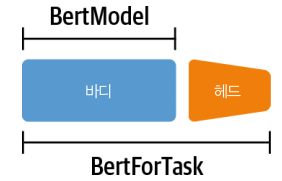 BertModel
바디
헤드
BertForTask